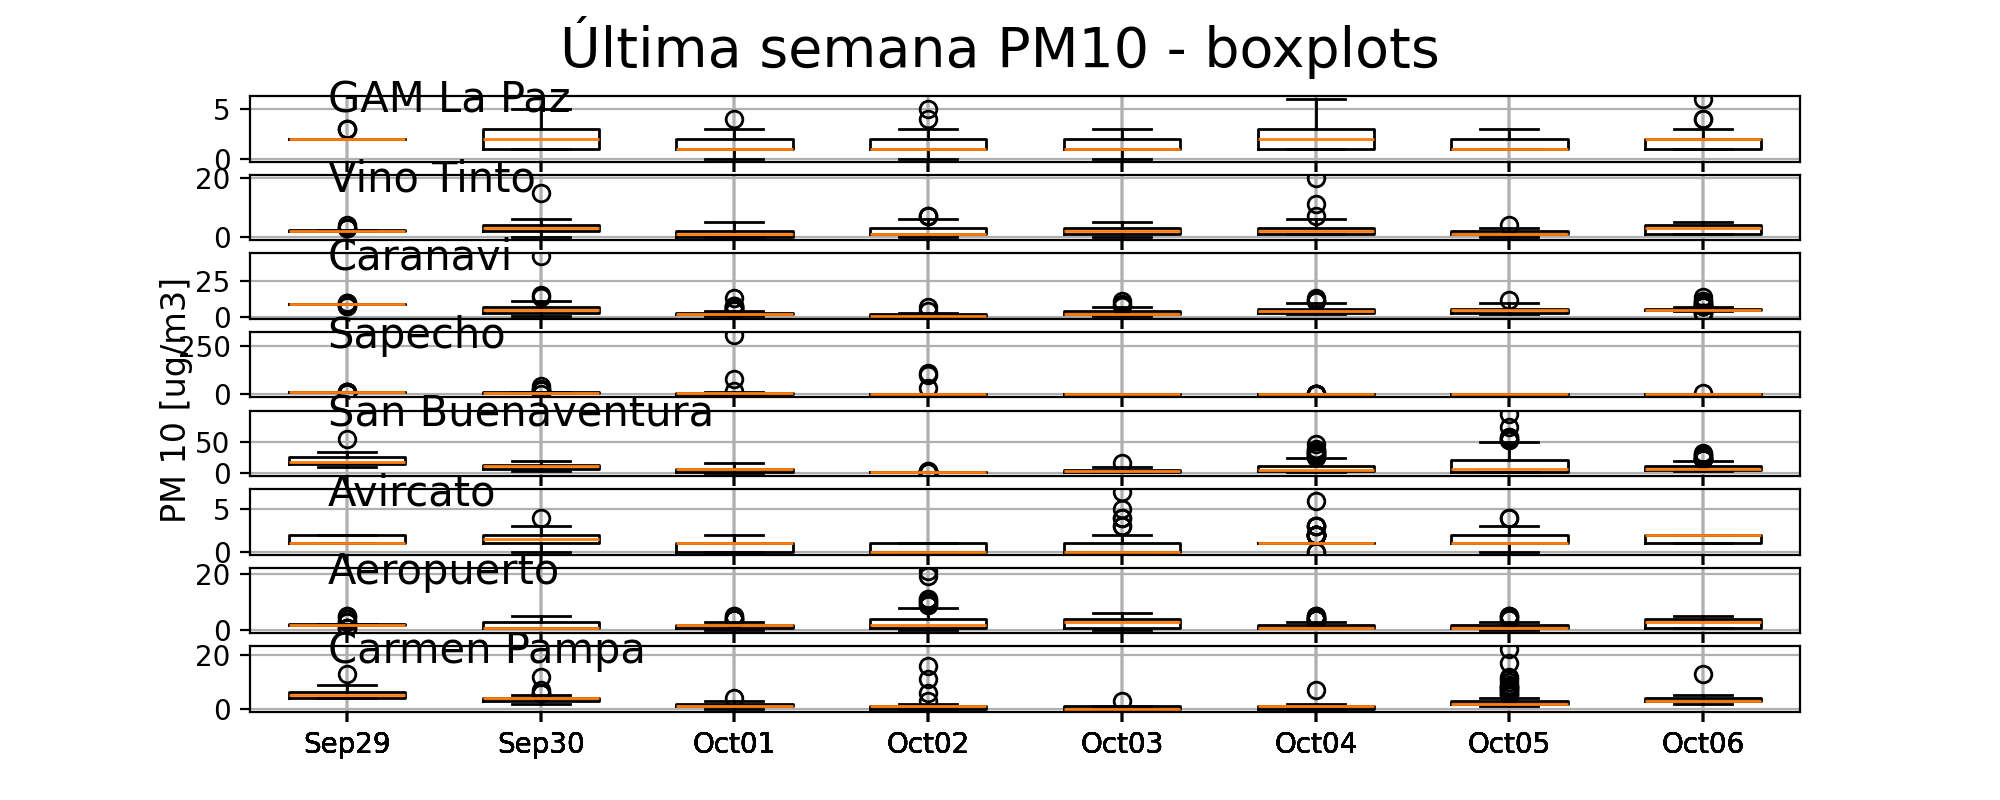 Última semana PM10 - boxplots
GAM La Paz
5
0
Vino Tinto
20
0
Caranavi
25
0
Sapecho
250
0
San Buenaventura
50
0
Avircato
5
0
Aeropuerto
20
0
Carmen Pampa
20
0
PM 10 [ug/m3]
Sep29 Sep30 Oct01 Oct02 Oct03 Oct04 Oct05 Oct06